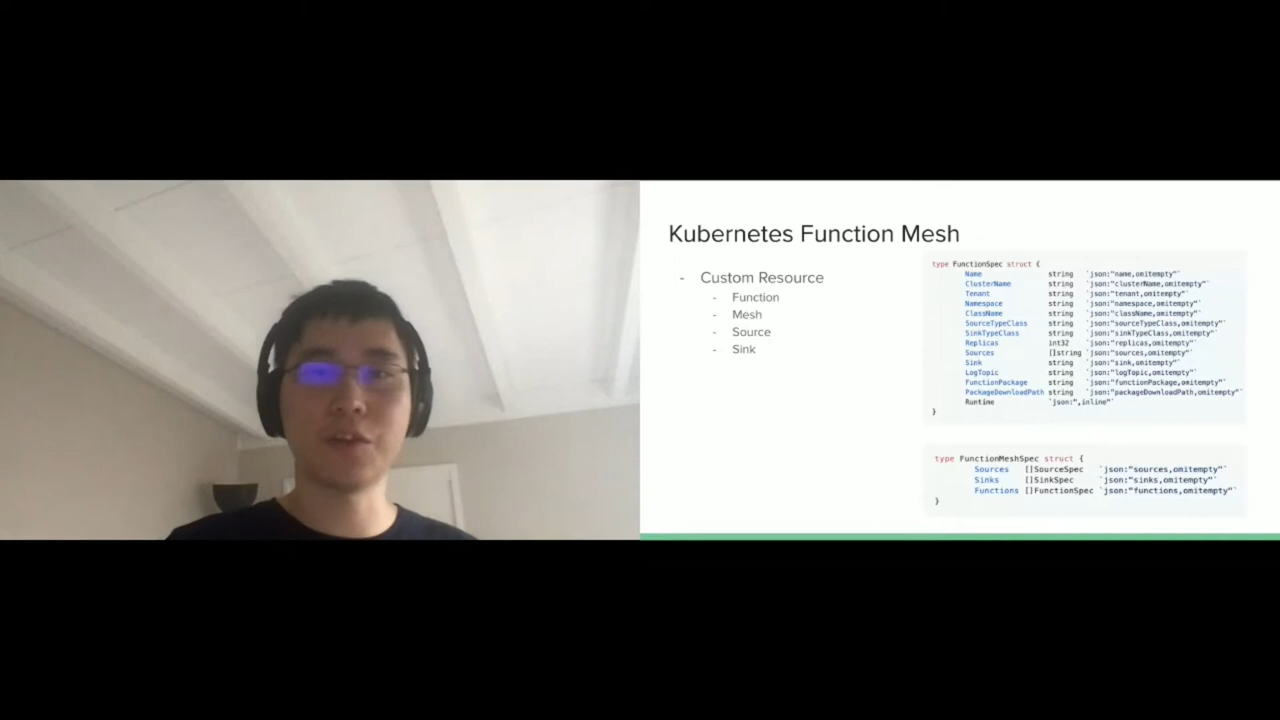 Kubernetes Function Mesh
- Custom Resource
- Function
- Mesh
- Source
- Sink
type FunctionSpec struct {
Name string `json:"name,omitempty"`
ClusterName string `json:"clusterName,omitempty"`
Tenant string `json:"tenant,omitempty"`
Namespace string `json:"namespace,omitempty"`
ClassName string `json:"className,omitempty"`
SourceTypeClass string `json:"sourceTypeClass,omitempty"`
SinkTypeClass string `json:"sinkTypeClass,omitempty"`
Replicas int32 `json:"replicas,omitempty"`
Sources []string `json:"sources,omitempty"`
Sink string `json:"sink,omitempty"`
LogTopic string `json:"logTopic,omitempty"`
FunctionPackage string `json:"functionPackage,omitempty"`
PackageDownloadPath string `json:"packageDownloadPath,omitempty"`
Runtime `json:",inline"`
}
type FunctionMeshSpec struct {
Sources []SourceSpec `json:"sources,omitempty"`
Sinks []SinkSpec `json:"sinks,omitempty"`
Functions []FunctionSpec `json:"functions,omitempty"`
}